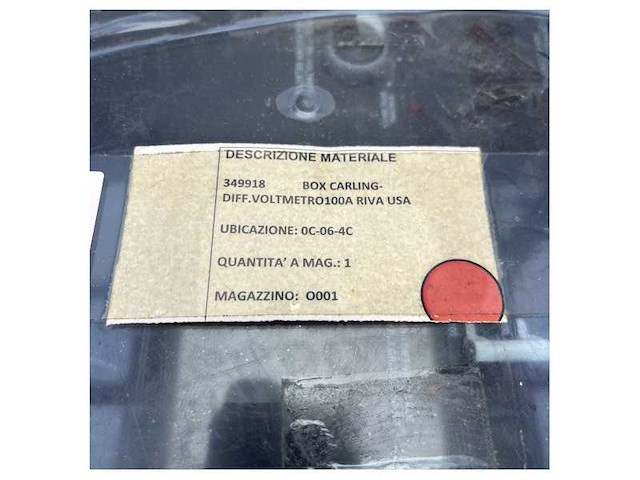 DESCRIZIONE MATERIALE
349918 BOX CARLING-
DIFF.VOLTMETRO100A RIVA USA
UBICAZIONE: 0C-06-4C
QUANTITA' A MAG.: 1
MAGAZZINO: O001